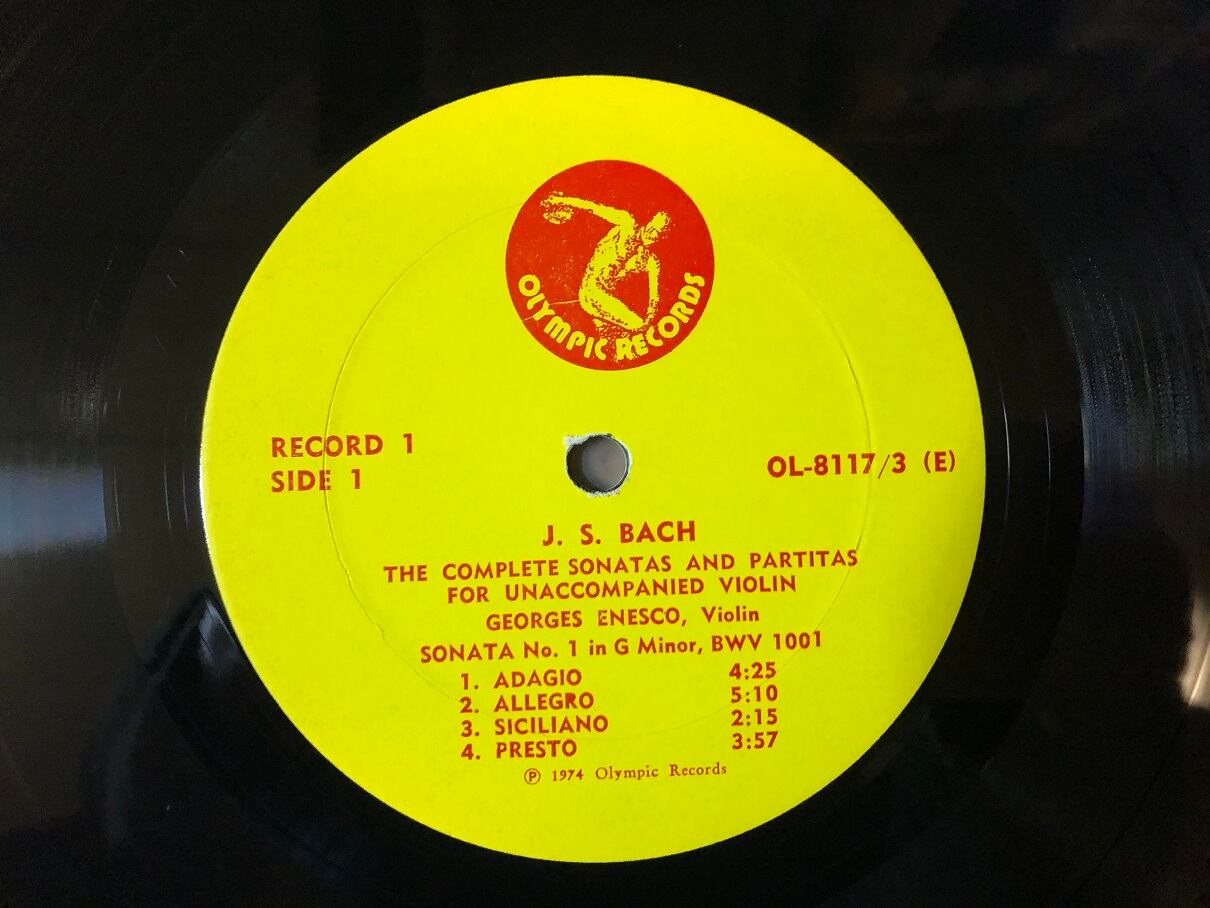 OLYMPIC RECORDS
RECORD 1
SIDE 1
OL-8117/3 (E)
J. S. BACH
THE COMPLETE SONATAS AND PARTITAS
FOR UNACCOMPANIED VIOLIN
GEORGES ENESCO, Violin
SONATA No. 1 in G Minor, BWV 1001
1. ADAGIO 4:25
2. ALLEGRO 5:10
3. SICILIANO 2:15
4. PRESTO 3:57
℗ 1974 Olympic Records